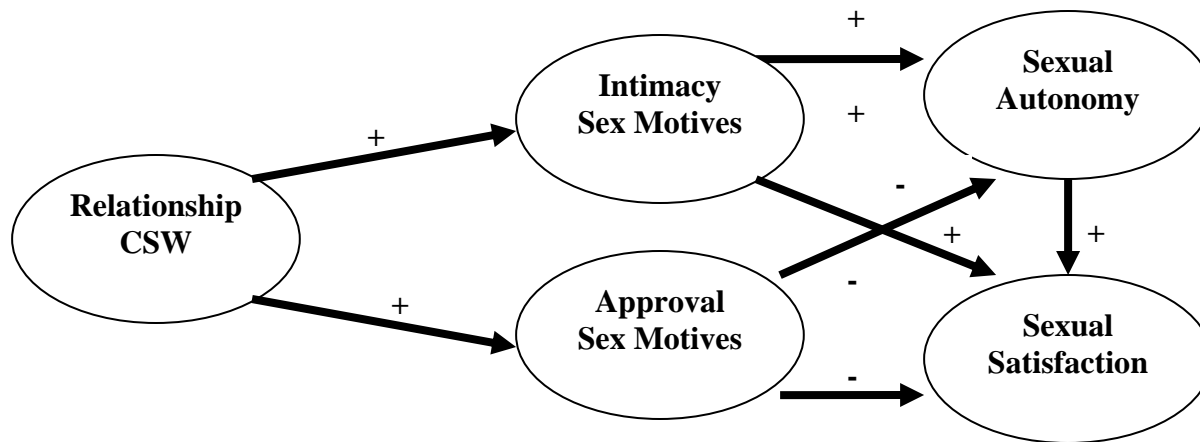 +
Intimacy
Sex Motives
Sexual
Autonomy
+
+
-
Relationship
CSW
+
+
+
-
Approval
Sex Motives
Sexual
Satisfaction
-